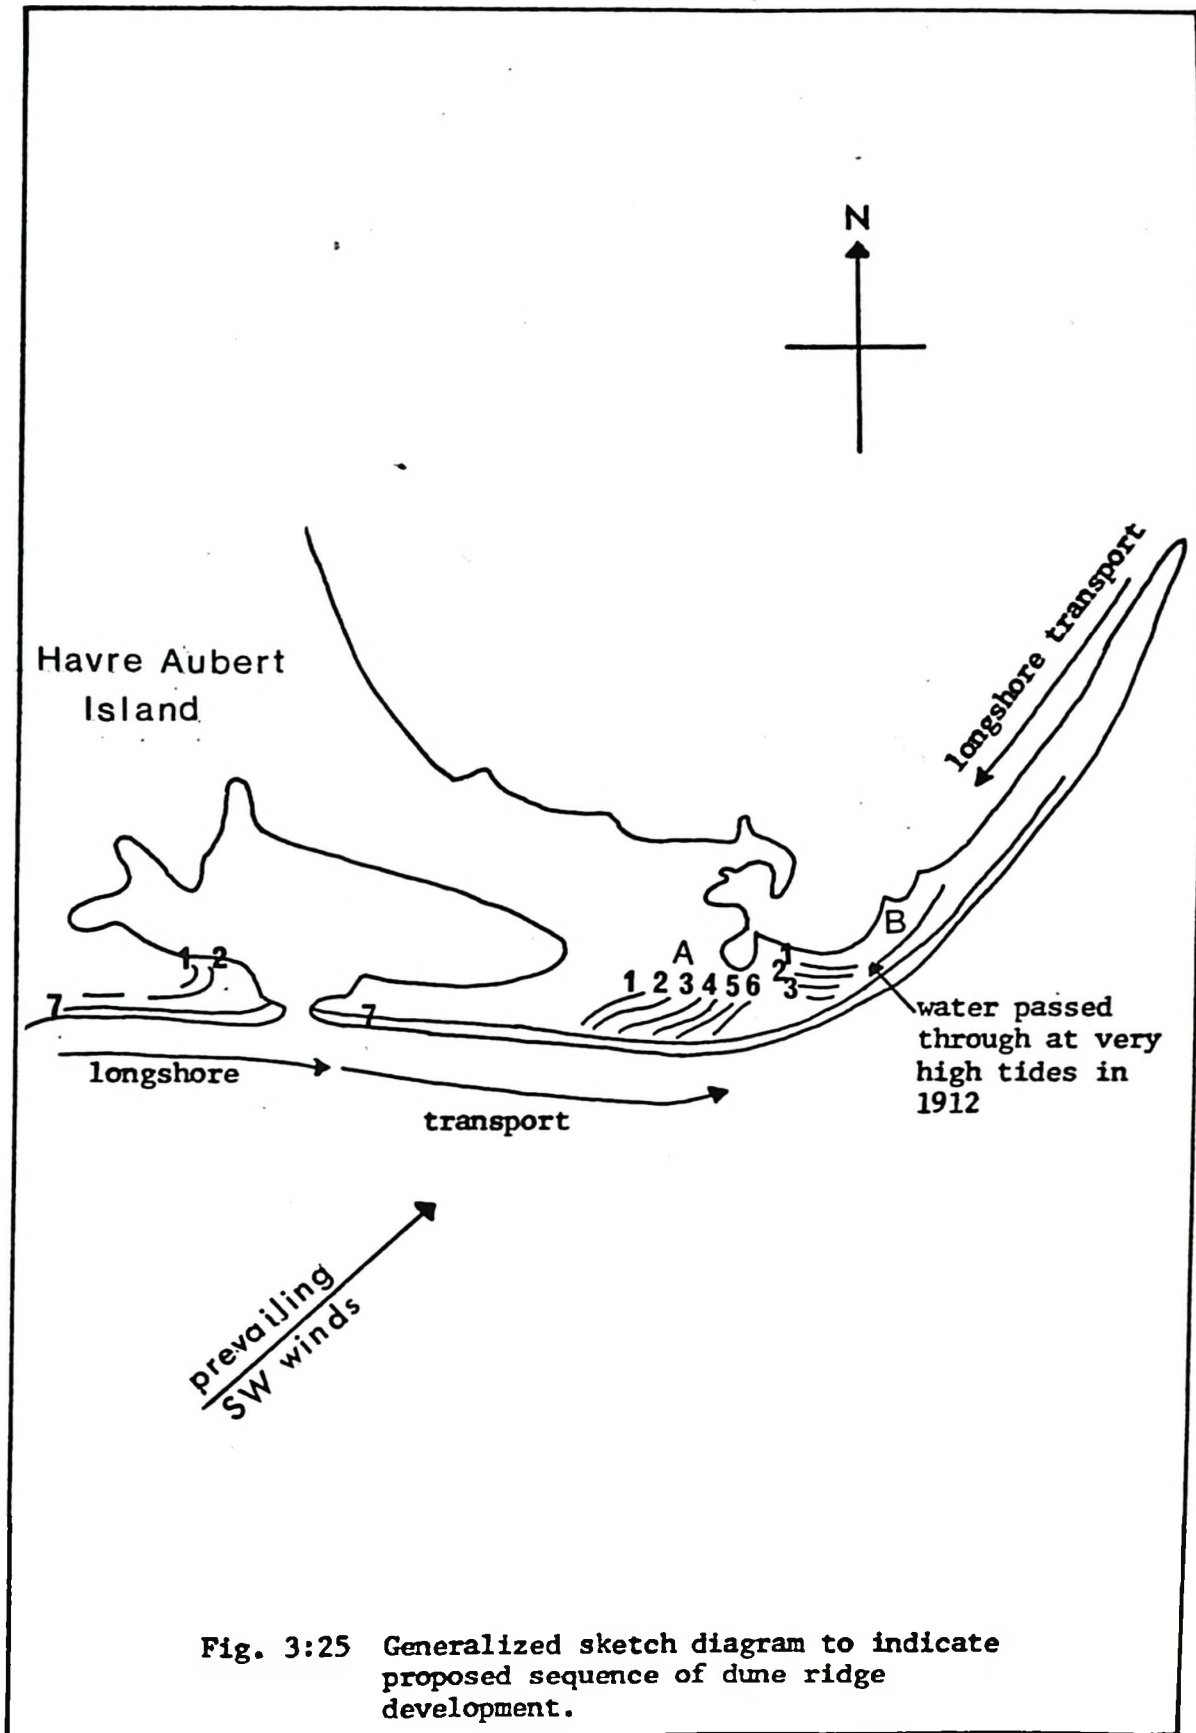 N
Havre Aubert
Island
longshore transport
B
A
1 2
1 2 3 4 5 6
1
2
3
7
7
water passed
through at very
high tides in
1912
longshore
transport
prevailing
SW winds
Fig. 3:25 Generalized sketch diagram to indicate
proposed sequence of dune ridge
development.